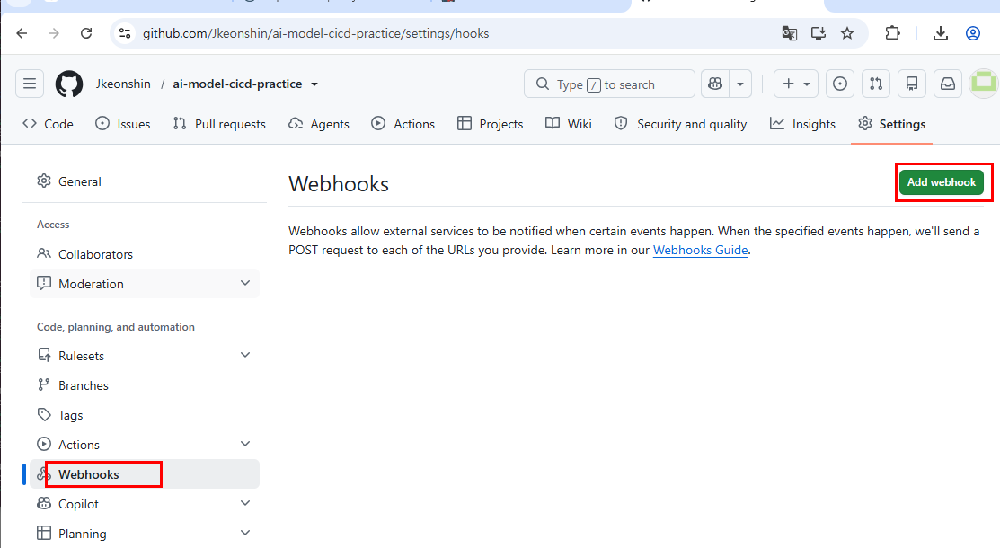 github.com/Jkeonshin/ai-model-cicd-practice/settings/hooks
Jkeonshin / ai-model-cicd-practice
Type / to search
Code Issues Pull requests Agents Actions Projects Wiki Security and quality Insights Settings
General
Access
Collaborators
Moderation
Code, planning, and automation
Rulesets
Branches
Tags
Actions
Webhooks
Copilot
Planning
Webhooks
Add webhook
Webhooks allow external services to be notified when certain events happen. When the specified events happen, we'll send a
POST request to each of the URLs you provide. Learn more in our Webhooks Guide.